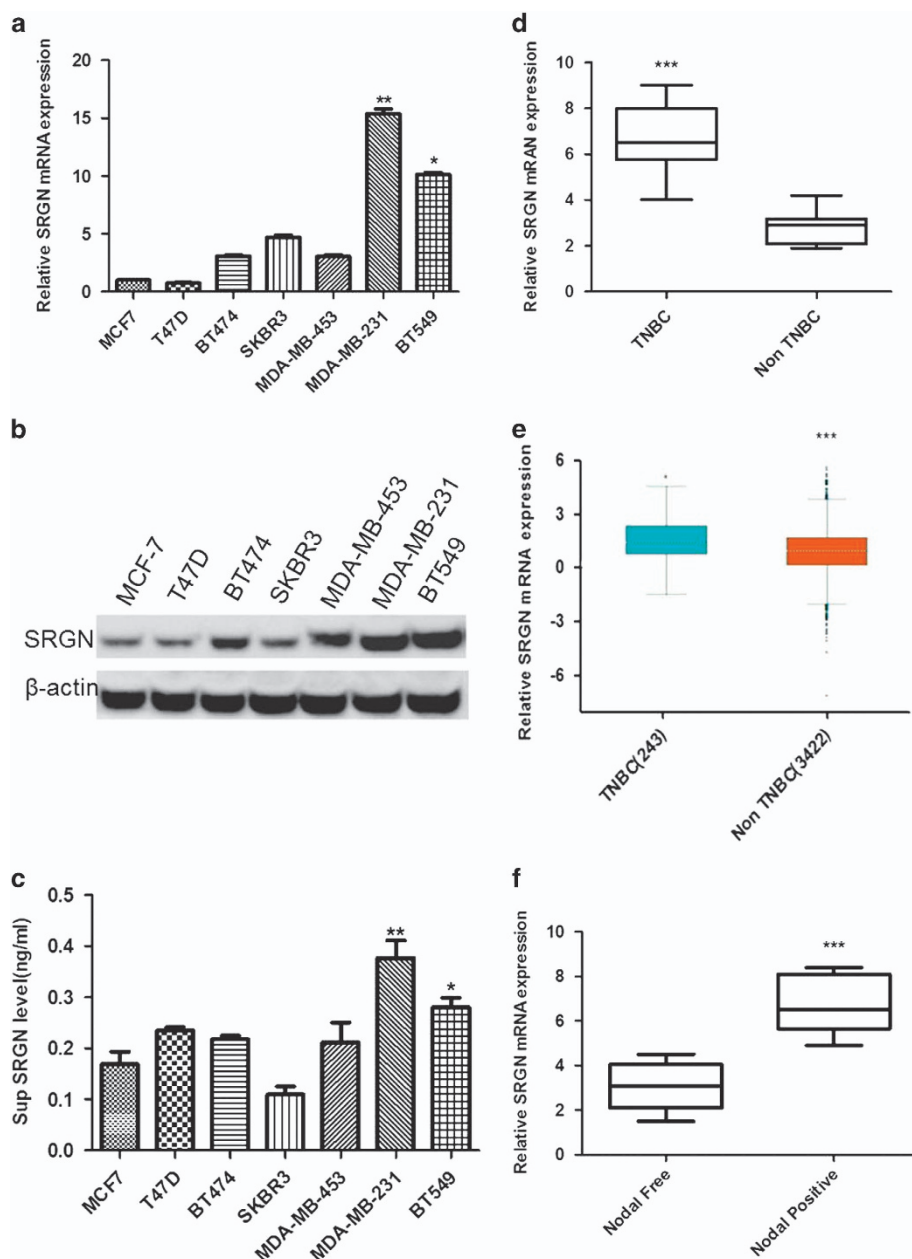 a
Relative SRGN mRNA expression
20
15
10
5
0
**
*
MCF7
T47D
BT474
SKBR3
MDA-MB-453
MDA-MB-231
BT549
b
MCF-7
T47D
BT474
SKBR3
MDA-MB-453
MDA-MB-231
BT549
SRGN
β-actin
c
Sup SRGN level(ng/ml)
0.5
0.4
0.3
0.2
0.1
0.0
**
*
MCF7
T47D
BT474
SKBR3
MDA-MB-453
MDA-MB-231
BT549
d
Relative SRGN mRAN expression
10
8
6
4
2
0
***
TNBC
Non TNBC
e
Relative SRGN mRNA expression
6
3
0
-3
-6
***
TNBC(243)
Non TNBC(3422)
f
Relative SRGN mRNA expression
10
8
6
4
2
0
***
Nodal Free
Nodal Positive